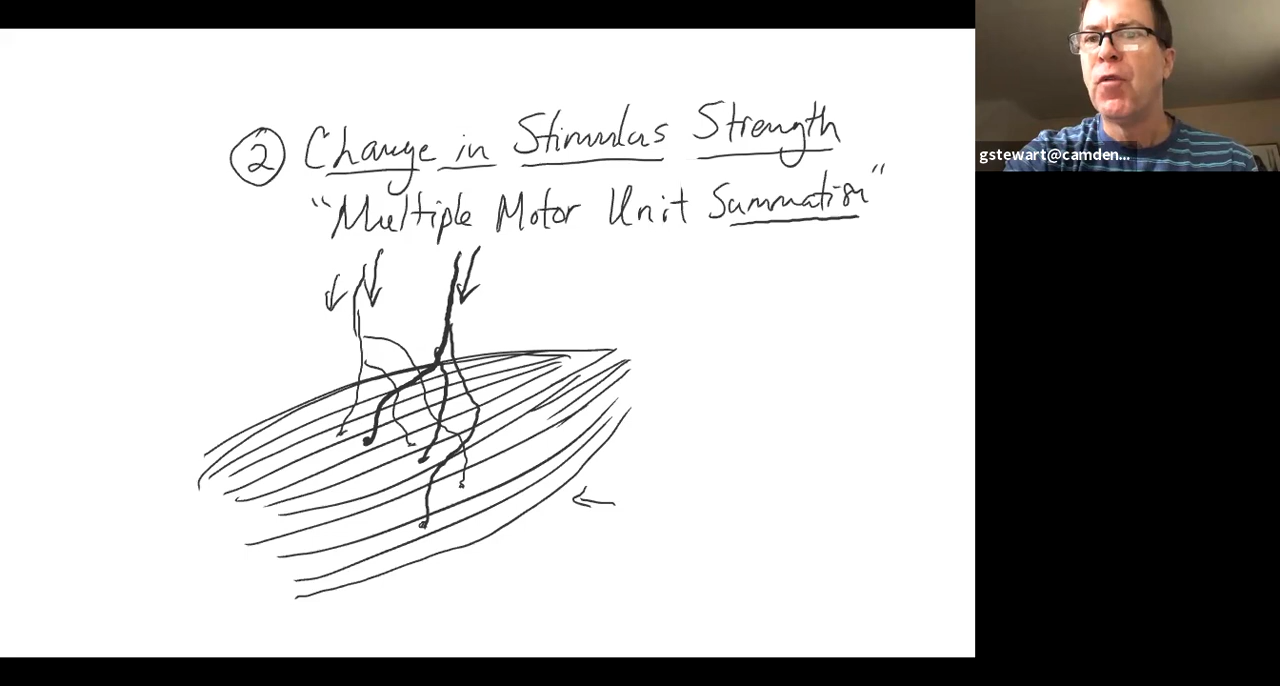 ② Change in Stimulus Strength
"Multiple Motor Unit Summation"
gstewart@camden...